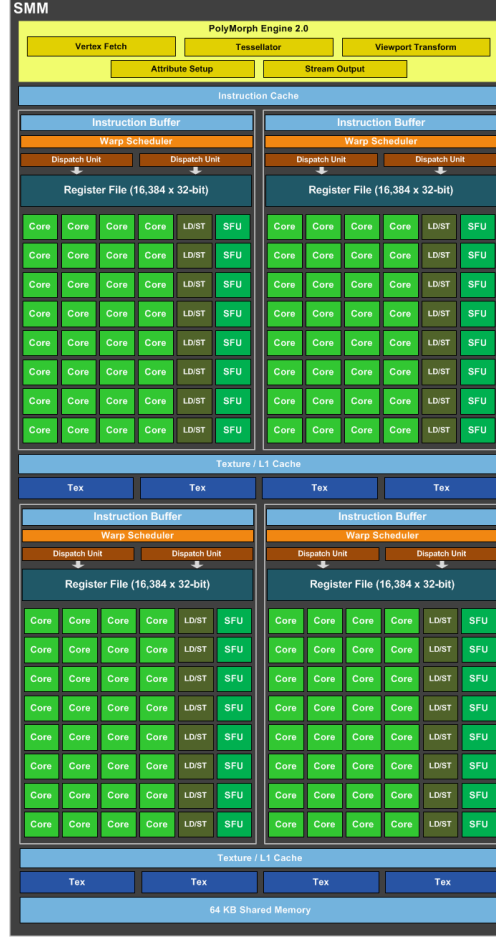 SMM
PolyMorph Engine 2.0
Vertex Fetch Tessellator Viewport Transform
Attribute Setup Stream Output
Instruction Cache
Instruction Buffer Instruction Buffer
Warp Scheduler Warp Scheduler
Dispatch Unit Dispatch Unit Dispatch Unit Dispatch Unit
Register File (16,384 x 32-bit) Register File (16,384 x 32-bit)
Core Core Core Core LD/ST SFU Core Core Core Core LD/ST SFU
Core Core Core Core LD/ST SFU Core Core Core Core LD/ST SFU
Core Core Core Core LD/ST SFU Core Core Core Core LD/ST SFU
Core Core Core Core LD/ST SFU Core Core Core Core LD/ST SFU
Core Core Core Core LD/ST SFU Core Core Core Core LD/ST SFU
Core Core Core Core LD/ST SFU Core Core Core Core LD/ST SFU
Core Core Core Core LD/ST SFU Core Core Core Core LD/ST SFU
Core Core Core Core LD/ST SFU Core Core Core Core LD/ST SFU
Texture / L1 Cache
Tex Tex Tex Tex
Instruction Buffer Instruction Buffer
Warp Scheduler Warp Scheduler
Dispatch Unit Dispatch Unit Dispatch Unit Dispatch Unit
Register File (16,384 x 32-bit) Register File (16,384 x 32-bit)
Core Core Core Core LD/ST SFU Core Core Core Core LD/ST SFU
Core Core Core Core LD/ST SFU Core Core Core Core LD/ST SFU
Core Core Core Core LD/ST SFU Core Core Core Core LD/ST SFU
Core Core Core Core LD/ST SFU Core Core Core Core LD/ST SFU
Core Core Core Core LD/ST SFU Core Core Core Core LD/ST SFU
Core Core Core Core LD/ST SFU Core Core Core Core LD/ST SFU
Core Core Core Core LD/ST SFU Core Core Core Core LD/ST SFU
Core Core Core Core LD/ST SFU Core Core Core Core LD/ST SFU
Texture / L1 Cache
Tex Tex Tex Tex
64 KB Shared Memory